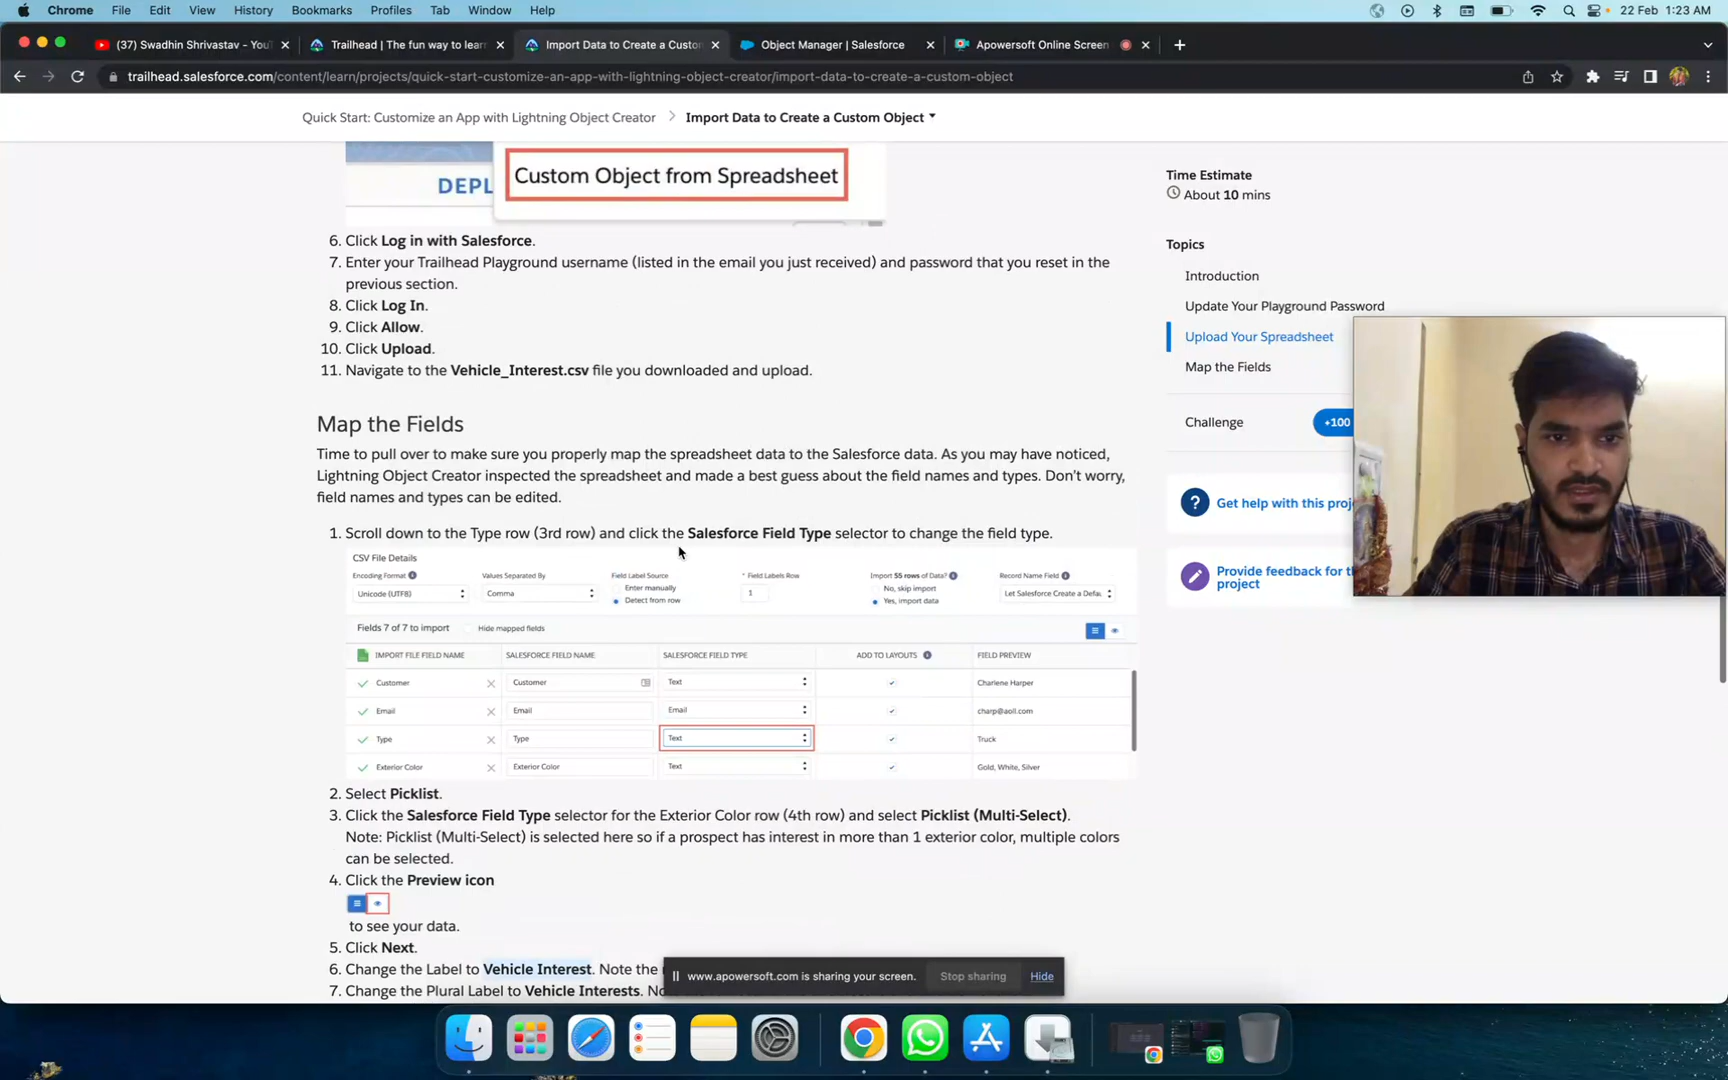 Chrome File Edit View History Bookmarks Profiles Tab Window Help 22 Feb 1:23 AM
(37) Swadhin Shrivastav - YouT Trailhead | The fun way to learn Import Data to Create a Custom Object Manager | Salesforce Apowersoft Online Screen
trailhead.salesforce.com/content/learn/projects/quick-start-customize-an-app-with-lightning-object-creator/import-data-to-create-a-custom-object
Quick Start: Customize an App with Lightning Object Creator > Import Data to Create a Custom Object
DEPL
Custom Object from Spreadsheet
6. Click Log in with Salesforce.
7. Enter your Trailhead Playground username (listed in the email you just received) and password that you reset in the
previous section.
8. Click Log In.
9. Click Allow.
10. Click Upload.
11. Navigate to the Vehicle_Interest.csv file you downloaded and upload.
Map the Fields
Time to pull over to make sure you properly map the spreadsheet data to the Salesforce data. As you may have noticed,
Lightning Object Creator inspected the spreadsheet and made a best guess about the field names and types. Don't worry,
field names and types can be edited.
1. Scroll down to the Type row (3rd row) and click the Salesforce Field Type selector to change the field type.
CSV File Details
Encoding Format Values Separated By Field Label Source * Field Labels Row Import 55 rows of Data? Record Name Field
Unicode (UTF8) Comma Enter manually 1 No, skip import Let Salesforce Create a Defau
Detect from row Yes, import data
Fields 7 of 7 to import Hide mapped fields
IMPORT FILE FIELD NAME SALESFORCE FIELD NAME SALESFORCE FIELD TYPE ADD TO LAYOUTS FIELD PREVIEW
Customer Customer Text Charlene Harper
Email Email Email charp@aoll.com
Type Type Text Truck
Exterior Color Exterior Color Text Gold, White, Silver
2. Select Picklist.
3. Click the Salesforce Field Type selector for the Exterior Color row (4th row) and select Picklist (Multi-Select).
Note: Picklist (Multi-Select) is selected here so if a prospect has interest in more than 1 exterior color, multiple colors
can be selected.
4. Click the Preview icon
to see your data.
5. Click Next.
6. Change the Label to Vehicle Interest. Note the
7. Change the Plural Label to Vehicle Interests.
Time Estimate
About 10 mins
Topics
Introduction
Update Your Playground Password
Upload Your Spreadsheet
Map the Fields
Challenge +100
? Get help with this proj
Provide feedback for t
project
www.apowersoft.com is sharing your screen. Stop sharing Hide